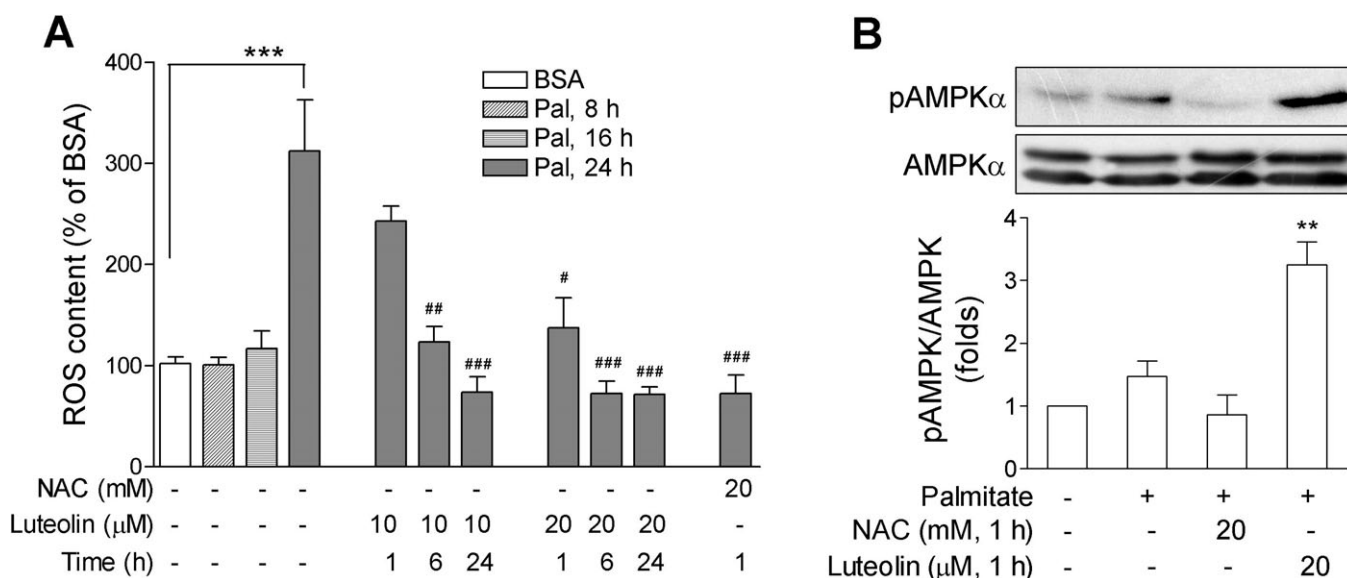 A
***
400
300
200
100
0
ROS content (% of BSA)
BSA
Pal, 8 h
Pal, 16 h
Pal, 24 h
## ### # ### ### ###
NAC (mM) - - - - - - - - - - 20
Luteolin (μM) - - - - 10 10 10 20 20 20 -
Time (h) - - - - 1 6 24 1 6 24 1
B
pAMPKα
AMPKα
4
3
2
1
0
pAMPK/AMPK
(folds)
**
Palmitate - + + +
NAC (mM, 1 h) - - 20 -
Luteolin (μM, 1 h) - - - 20